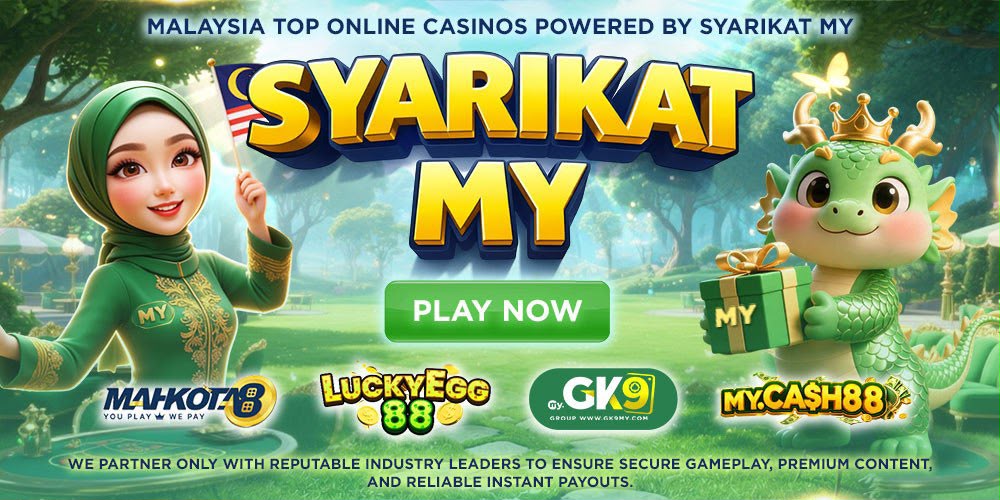 MALAYSIA TOP ONLINE CASINOS POWERED BY SYARIKAT MY
SYARIKAT
MY
MY
MY
PLAY NOW
MAHKOTA8
YOU PLAY WE PAY
LUCKYEGG
88
my.GK9
GROUP WWW.GK9MY.COM
MY.CA$H88
WE PARTNER ONLY WITH REPUTABLE INDUSTRY LEADERS TO ENSURE SECURE GAMEPLAY, PREMIUM CONTENT,
AND RELIABLE INSTANT PAYOUTS.